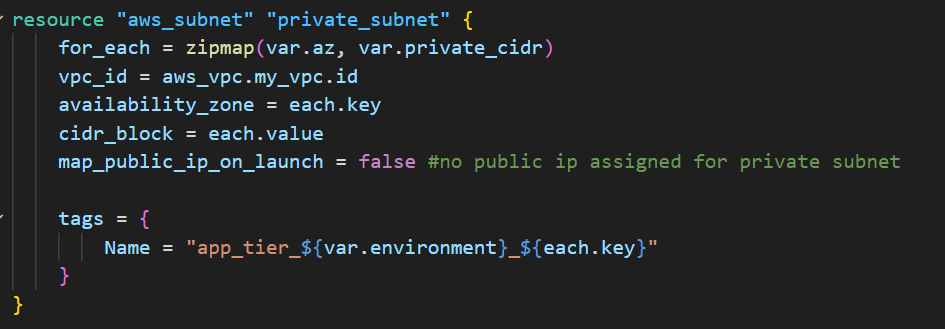 resource "aws_subnet" "private_subnet" {
    for_each = zipmap(var.az, var.private_cidr)
    vpc_id = aws_vpc.my_vpc.id
    availability_zone = each.key
    cidr_block = each.value
    map_public_ip_on_launch = false #no public ip assigned for private subnet

    tags = {
        Name = "app_tier_${var.environment}_${each.key}"
    }
}